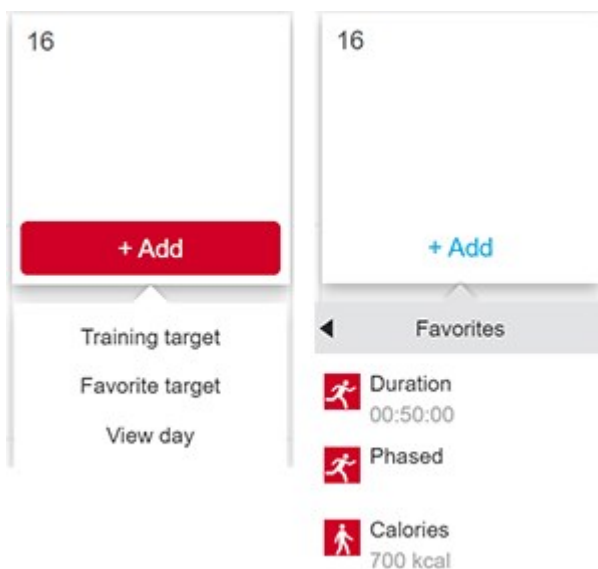 16
+ Add
Training target
Favorite target
View day
16
+ Add
Favorites
Duration
00:50:00
Phased
Calories
700 kcal